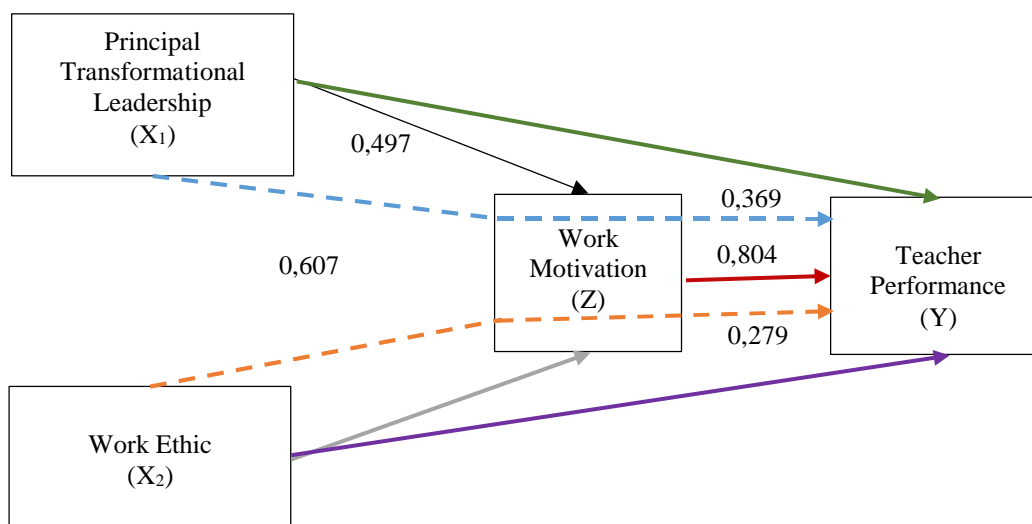 Principal
Transformational
Leadership
(X₁)
0,497
0,369
Work
Motivation
(Z)
0,804
Teacher
Performance
(Y)
0,607
0,279
Work Ethic
(X₂)